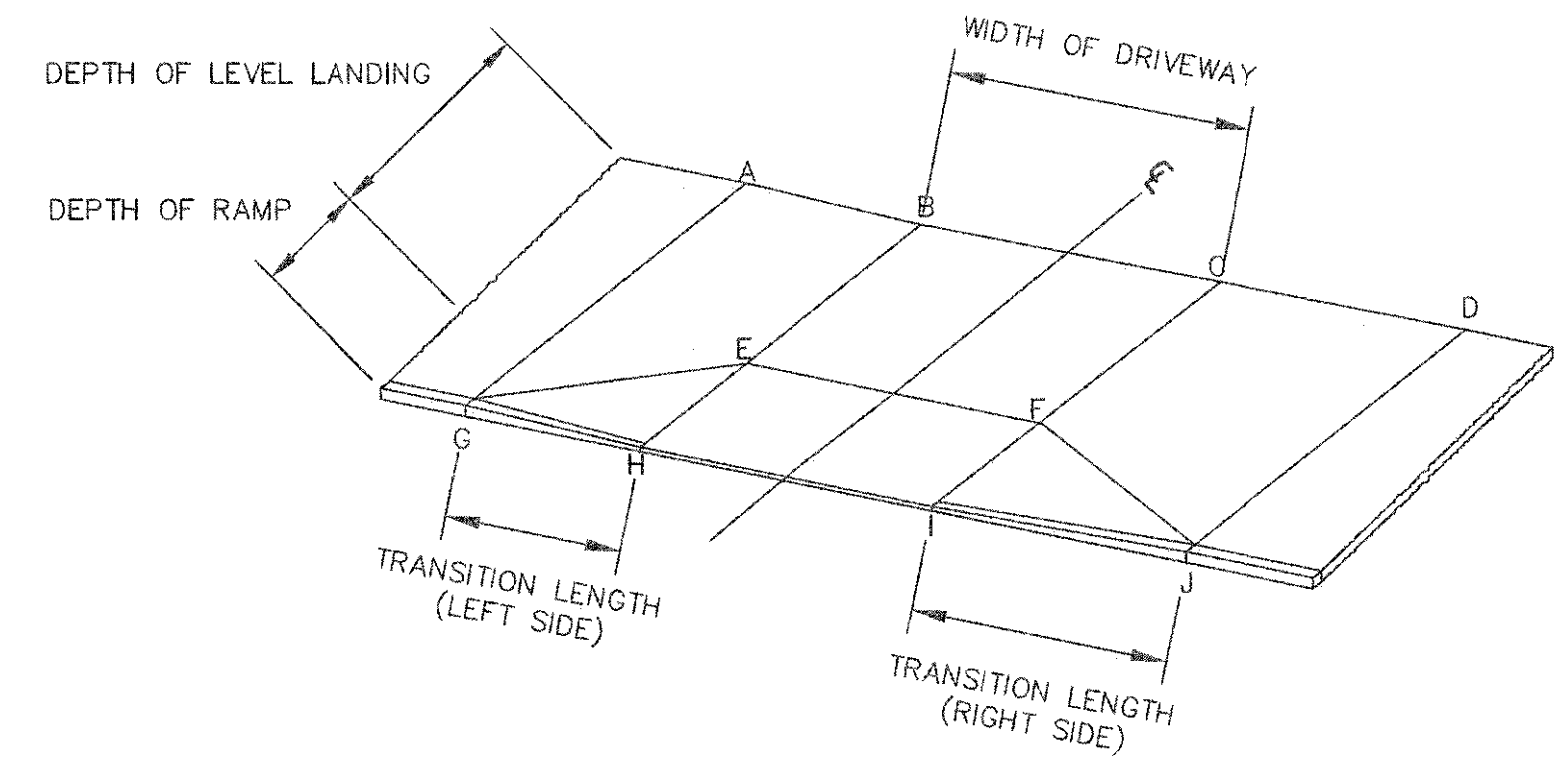 WIDTH OF DRIVEWAY
DEPTH OF LEVEL LANDING
DEPTH OF RAMP
℄
A
B
C
D
E
F
G
H
I
J
TRANSITION LENGTH
(LEFT SIDE)
TRANSITION LENGTH
(RIGHT SIDE)